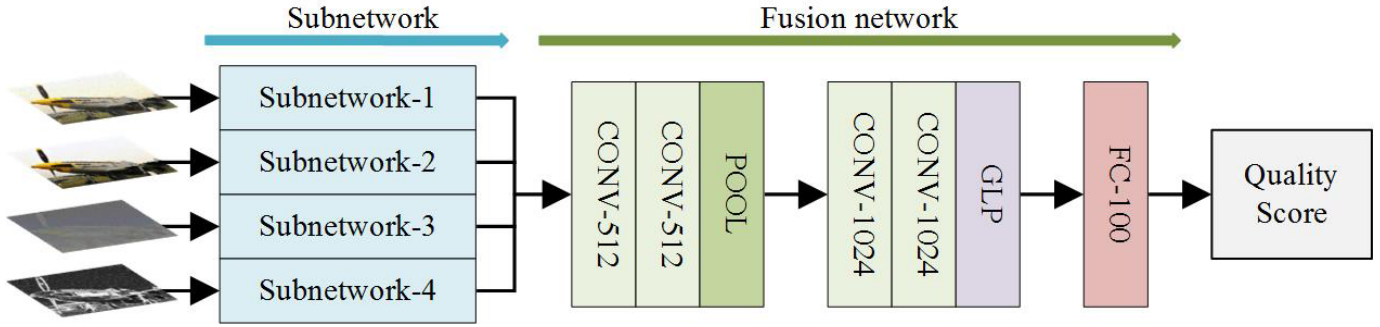 Subnetwork
Fusion network
Subnetwork-1
Subnetwork-2
Subnetwork-3
Subnetwork-4
CONV-512
CONV-512
POOL
CONV-1024
CONV-1024
GLP
FC-100
Quality
Score